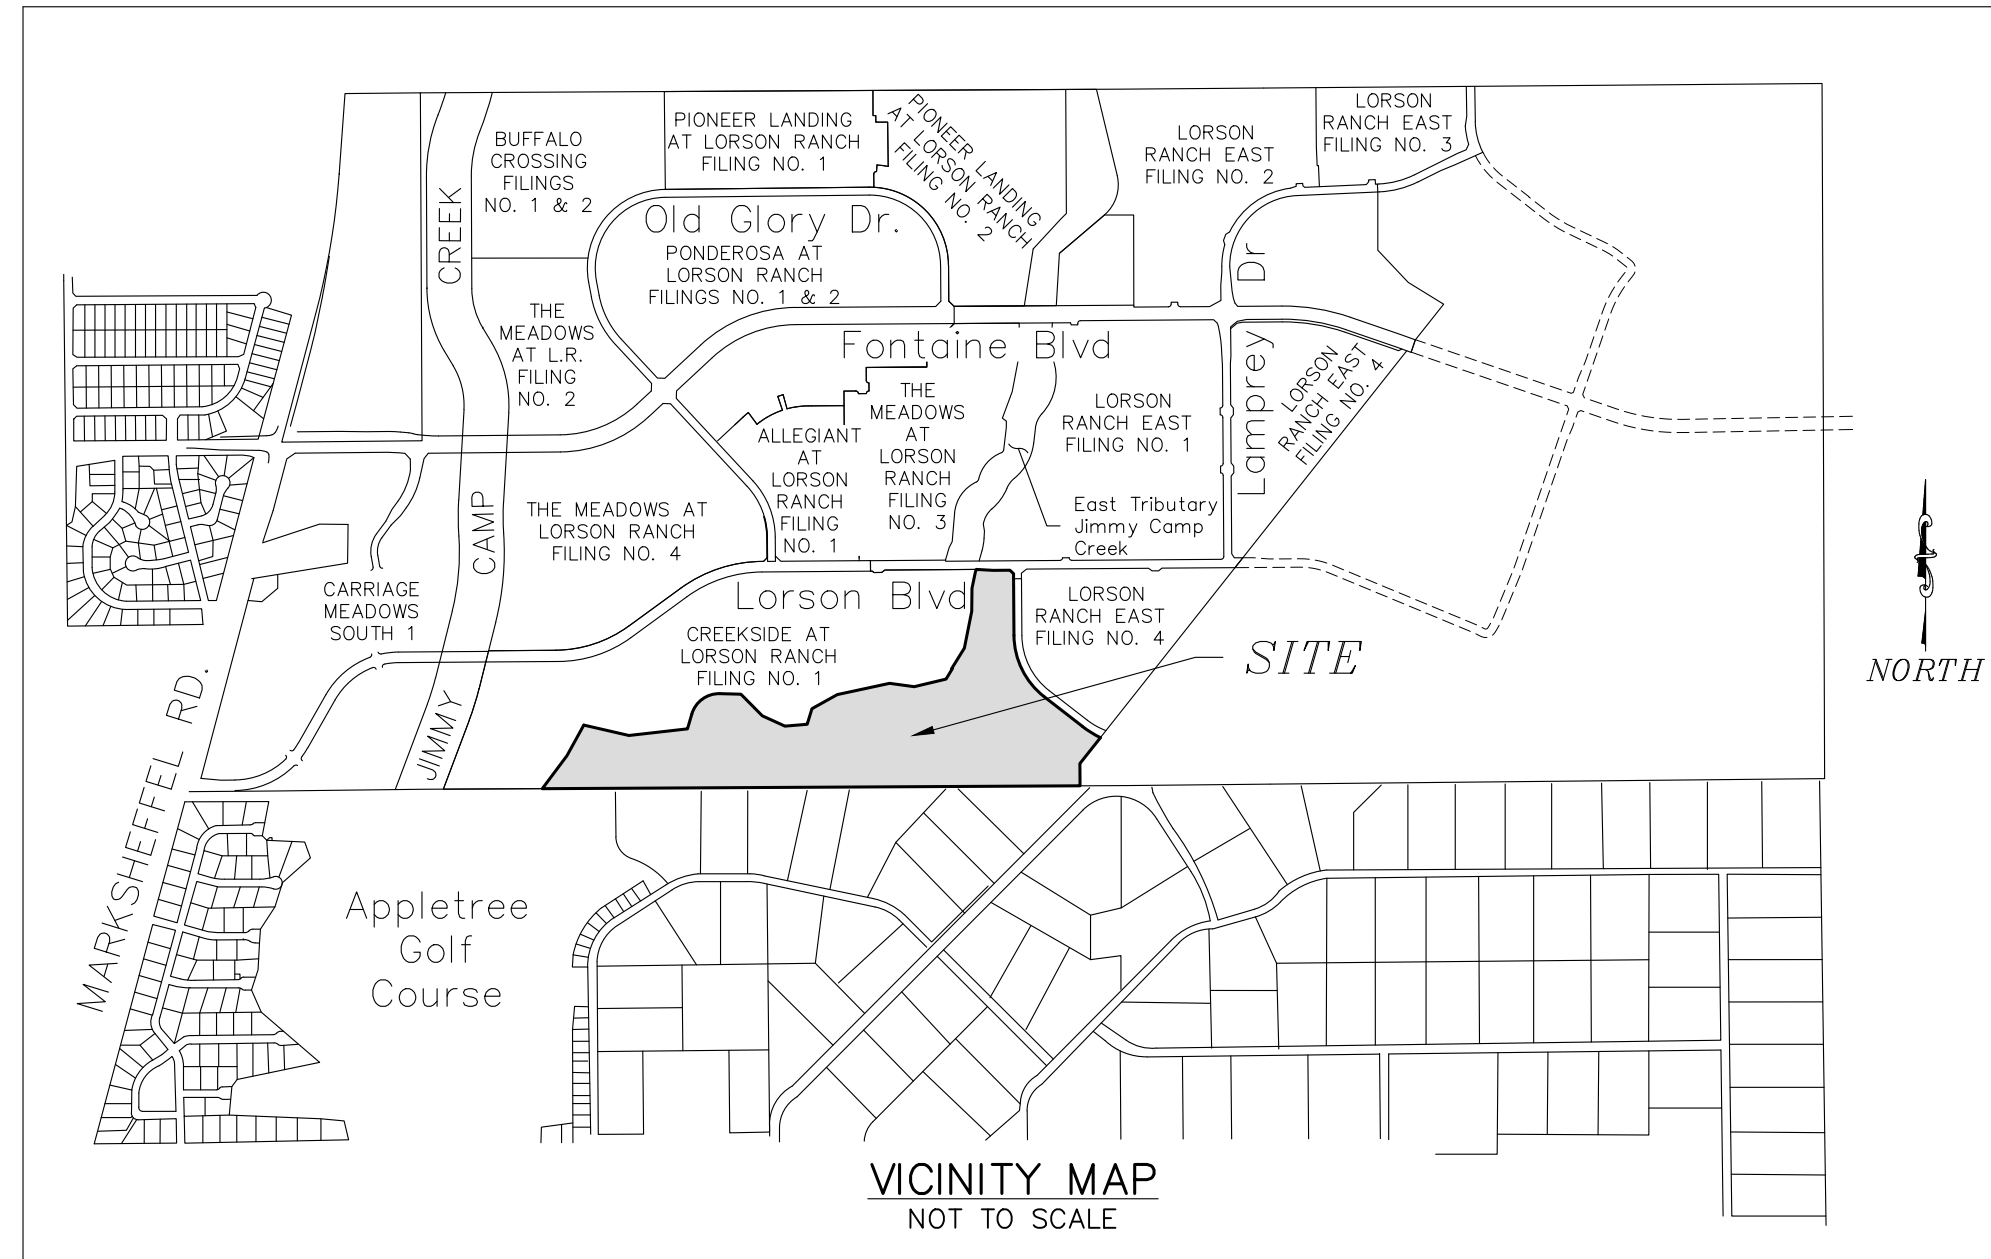 BUFFALO
CROSSING
FILINGS
NO. 1 & 2
PIONEER LANDING
AT LORSON RANCH
FILING NO. 1
PIONEER LANDING
AT LORSON RANCH
FILING NO. 2
LORSON
RANCH EAST
FILING NO. 2
LORSON
RANCH EAST
FILING NO. 3
Old Glory Dr.
PONDEROSA AT
LORSON RANCH
FILINGS NO. 1 & 2
THE
MEADOWS
AT L.R.
FILING
NO. 2
Fontaine Blvd
Lamprey Dr
LORSON
RANCH EAST
FILING NO. 4
THE
MEADOWS
AT
LORSON
RANCH
FILING
NO. 3
ALLEGIANT
AT
LORSON
RANCH
FILING
NO. 1
LORSON
RANCH EAST
FILING NO. 1
East Tributary
Jimmy Camp
Creek
THE MEADOWS AT
LORSON RANCH
FILING NO. 4
JIMMY CAMP CREEK
CARRIAGE
MEADOWS
SOUTH 1
Lorson Blvd
CREEKSIDE AT
LORSON RANCH
FILING NO. 1
LORSON
RANCH EAST
FILING NO. 4
SITE
NORTH
MARKSHEFFEL RD.
Appletree
Golf
Course
VICINITY MAP
NOT TO SCALE